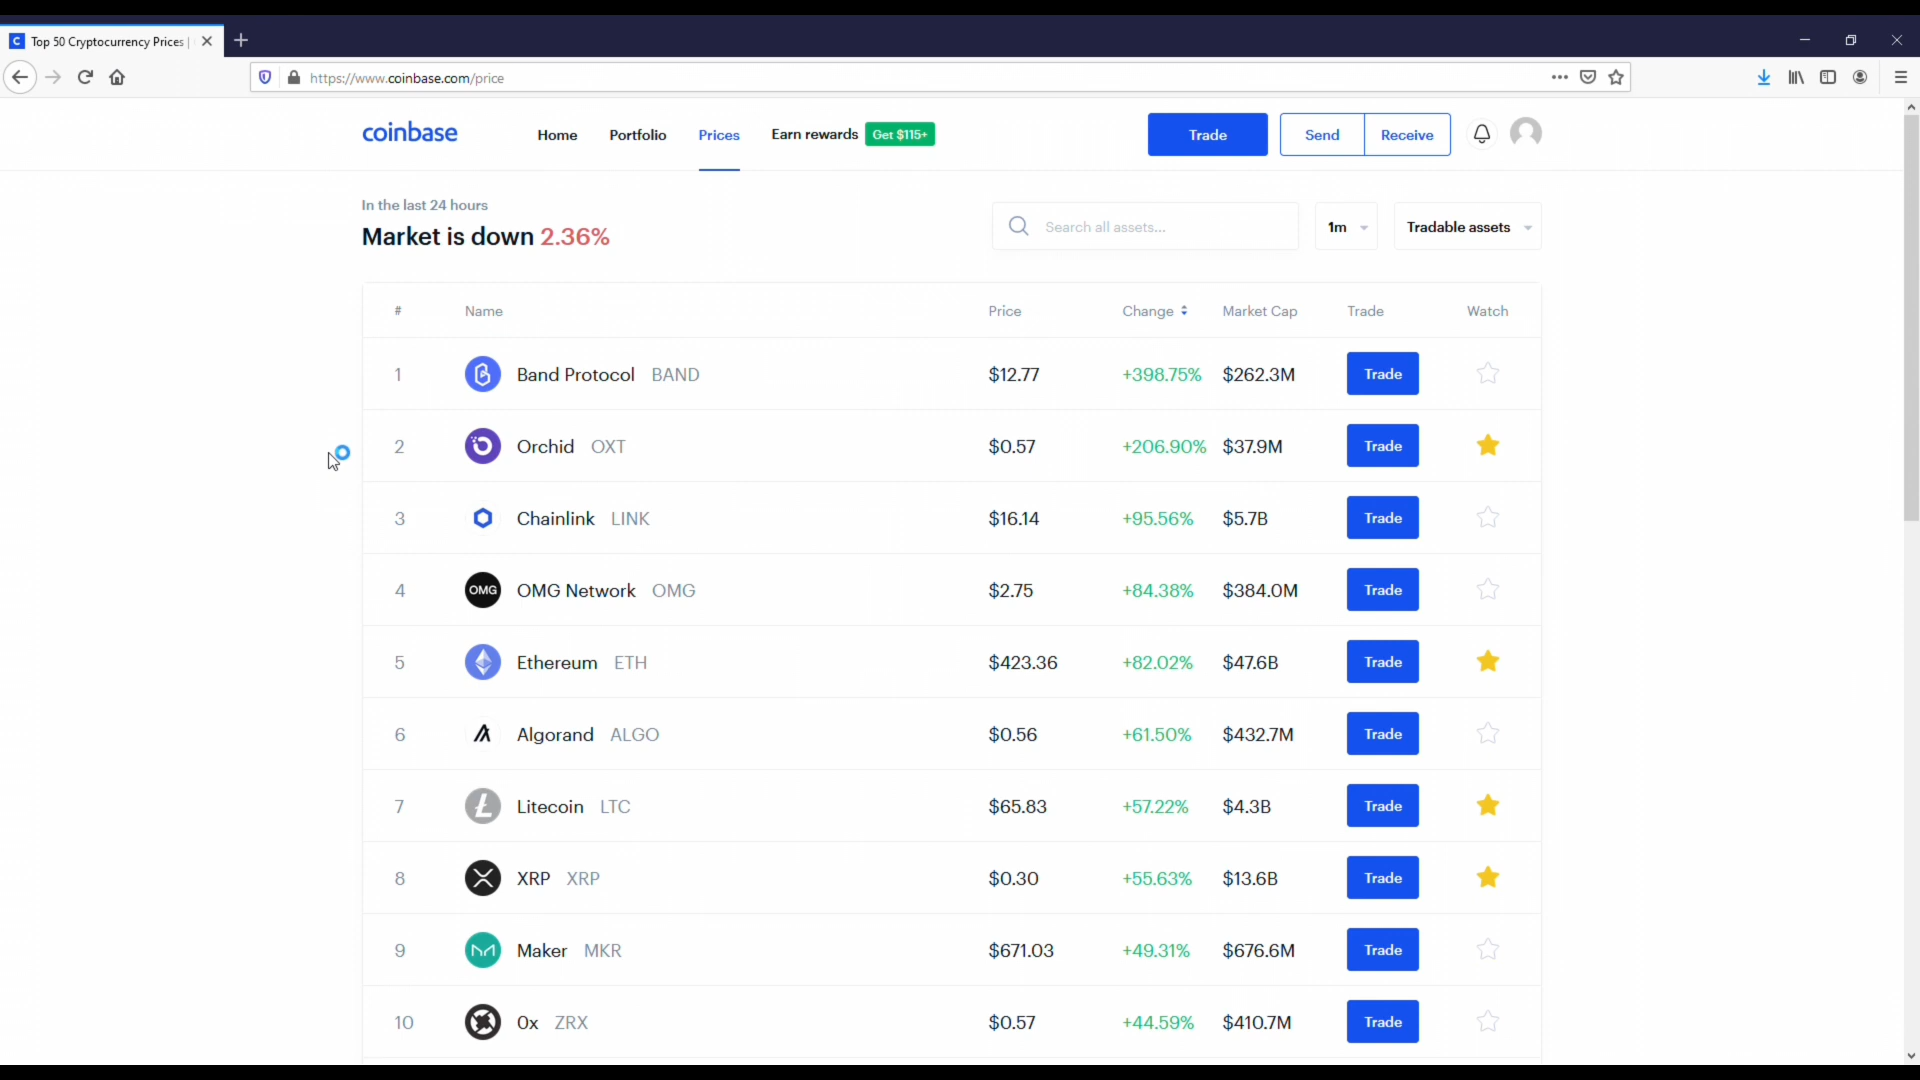 Top 50 Cryptocurrency Prices |
https://www.coinbase.com/price
coinbase Home Portfolio Prices Earn rewards Get $115+ Trade Send Receive
In the last 24 hours
Market is down 2.36% Search all assets... 1m Tradable assets
# Name Price Change Market Cap Trade Watch
1 Band Protocol BAND $12.77 +398.75% $262.3M Trade
2 Orchid OXT $0.57 +206.90% $37.9M Trade
3 Chainlink LINK $16.14 +95.56% $5.7B Trade
4 OMG OMG Network OMG $2.75 +84.38% $384.0M Trade
5 Ethereum ETH $423.36 +82.02% $47.6B Trade
6 Algorand ALGO $0.56 +61.50% $432.7M Trade
7 Litecoin LTC $65.83 +57.22% $4.3B Trade
8 XRP XRP $0.30 +55.63% $13.6B Trade
9 Maker MKR $671.03 +49.31% $676.6M Trade
10 0x ZRX $0.57 +44.59% $410.7M Trade